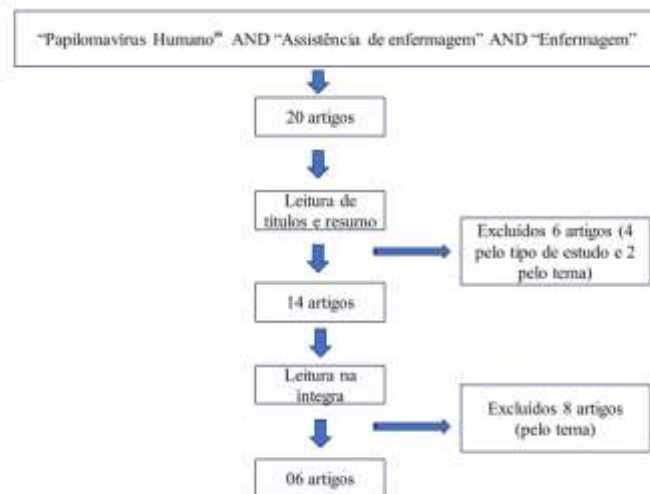 “Papilomavírus Humano” AND “Assistência de enfermagem” AND “Enfermagem”
20 artigos
Leitura de
títulos e resumo
Excluídos 6 artigos (4
pelo tipo de estudo e 2
pelo tema)
14 artigos
Leitura na
íntegra
Excluídos 8 artigos
(pelo tema)
06 artigos